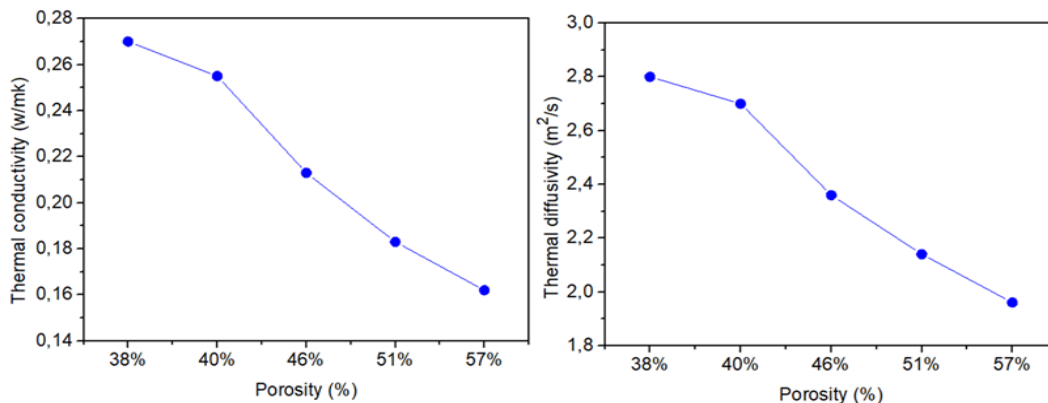 0,28
0,26
0,24
0,22
0,20
0,18
0,16
0,14
Thermal conductivity (w/mk)
38% 40% 46% 51% 57%
Porosity (%)
3,0
2,8
2,6
2,4
2,2
2,0
1,8
Thermal diffusivity (m²/s)
38% 40% 46% 51% 57%
Porosity (%)